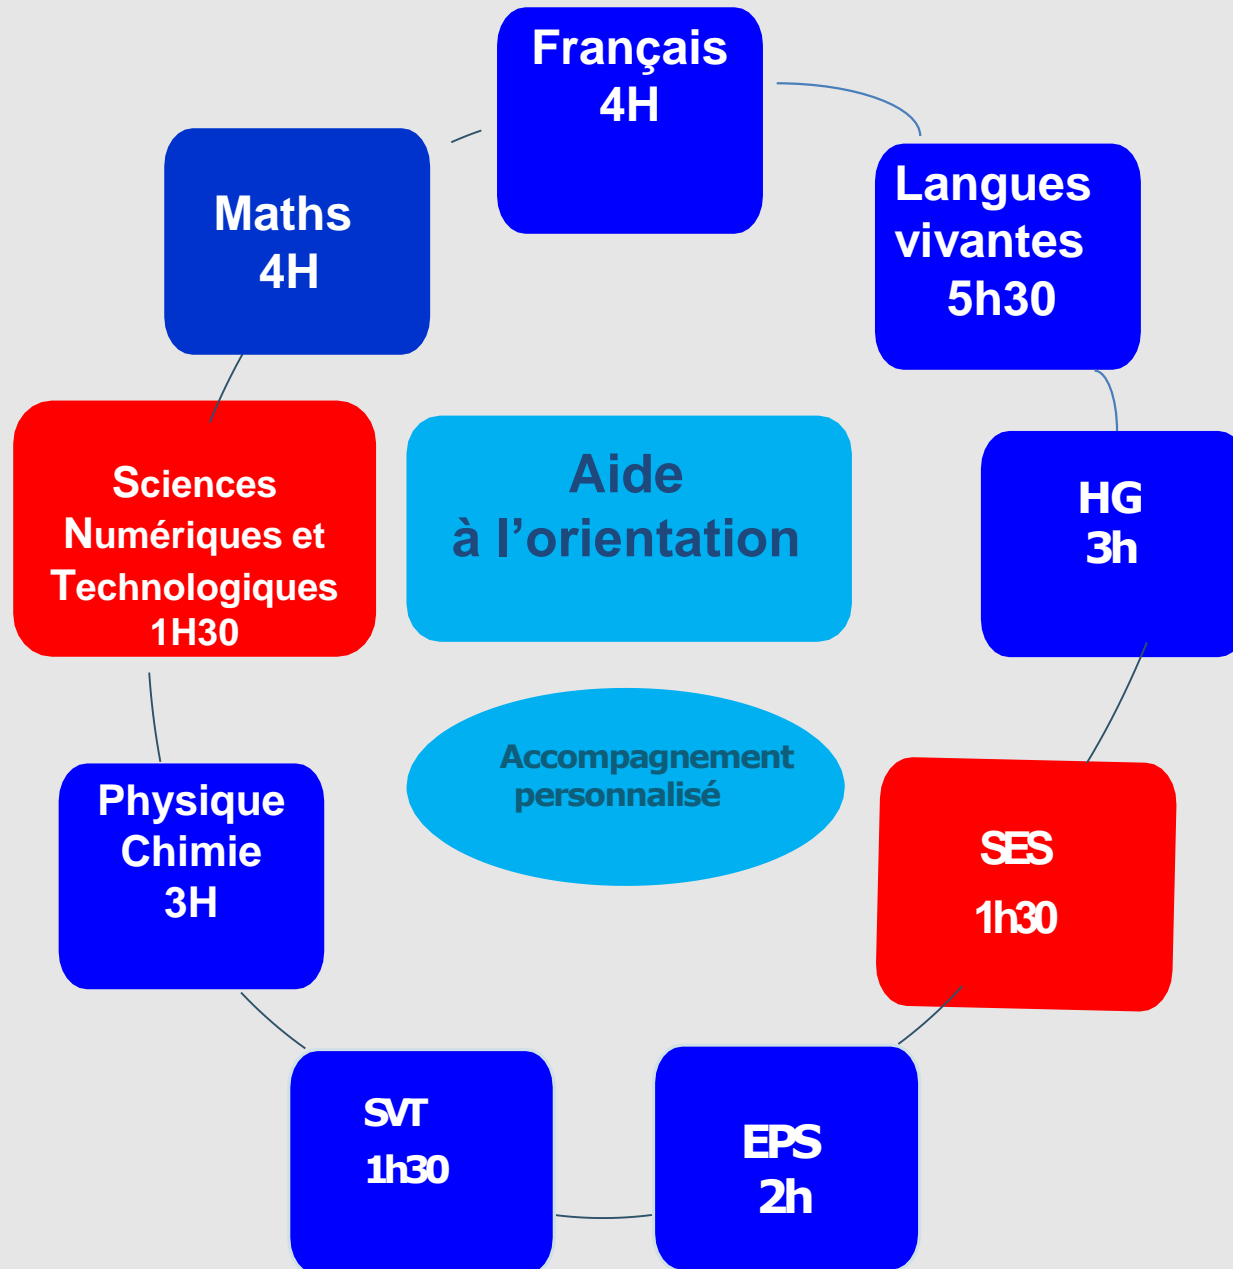 Français
4H
Maths
4H
Langues
vivantes
5h30
Sciences
Numériques et
Technologiques
1H30
Aide
à l’orientation
HG
3h
Accompagnement
personnalisé
Physique
Chimie
3H
SES
1h30
SVT
1h30
EPS
2h